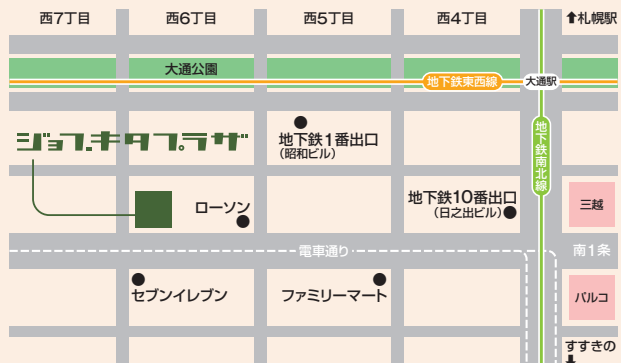 西7丁目
西6丁目
西5丁目
西4丁目
↑札幌駅
大通公園
地下鉄東西線
大通駅
ジョブキタプラザ
地下鉄1番出口
(昭和ビル)
地下鉄南北線
ローソン
地下鉄10番出口
(日之出ビル)
三越
電車通り
南1条
セブンイレブン
ファミリーマート
パルコ
すすきの
↓